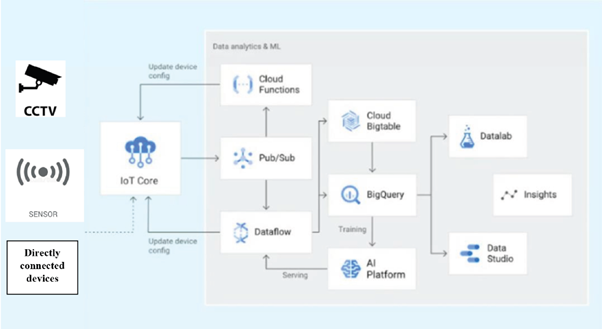 Data analytics & ML
Update device
config
Cloud
Functions
CCTV
Cloud
Bigtable
Datalab
IoT Core
Pub/Sub
BigQuery
Insights
SENSOR
Dataflow
Training
Directly
connected
devices
Update device
config
Serving
AI
Platform
Data
Studio